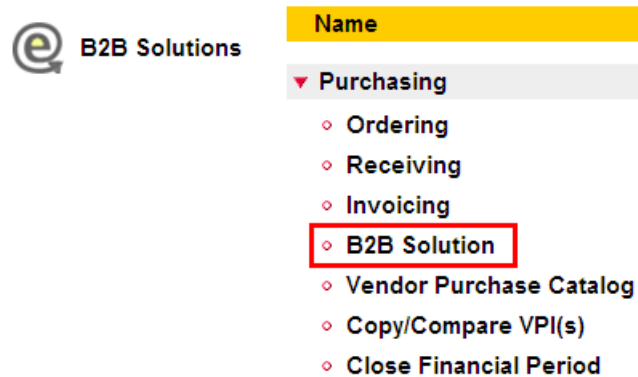 B2B Solutions
Name
Purchasing
Ordering
Receiving
Invoicing
B2B Solution
Vendor Purchase Catalog
Copy/Compare VPI(s)
Close Financial Period